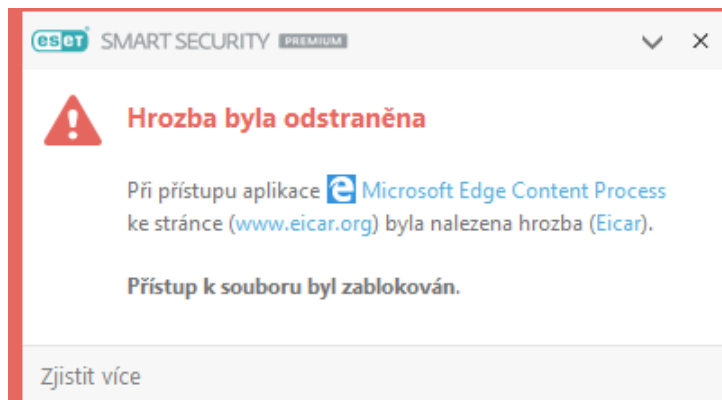 eset SMART SECURITY PREMIUM
Hrozba byla odstraněna
Při přístupu aplikace Microsoft Edge Content Process
ke stránce (www.eicar.org) byla nalezena hrozba (Eicar).
Přístup k souboru byl zablokován.
Zjistit více